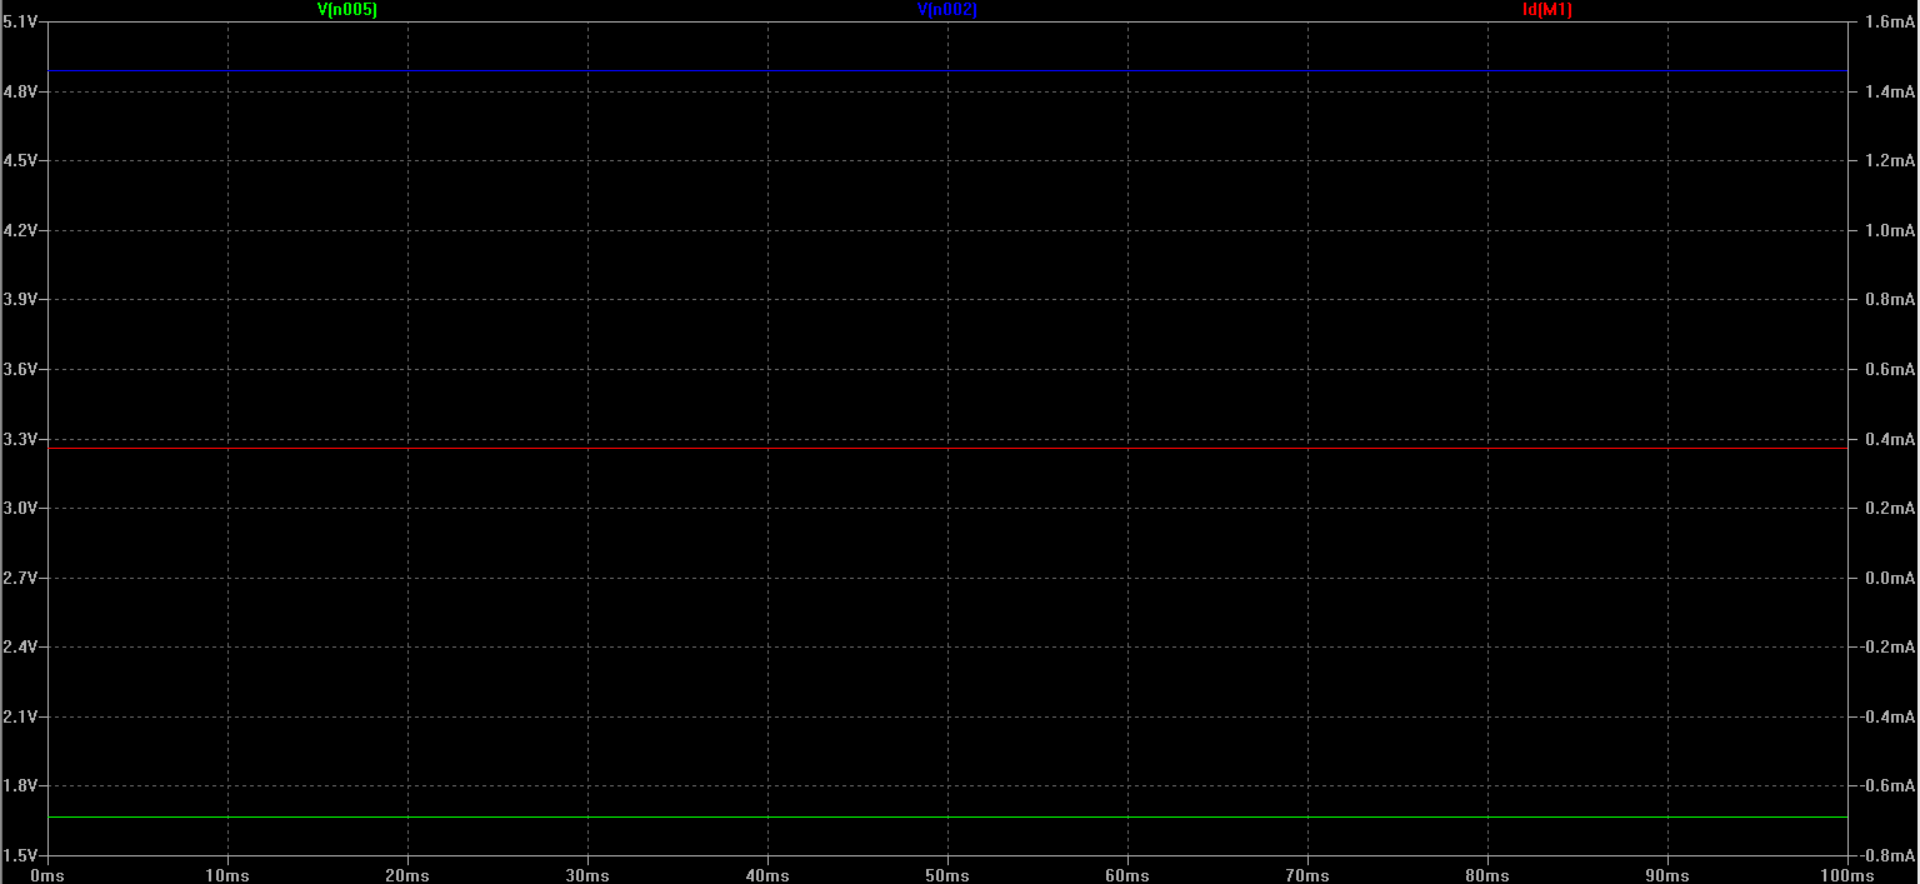 V(n005) V(n002) Id(M1)
5.1V 1.6mA
4.8V 1.4mA
4.5V 1.2mA
4.2V 1.0mA
3.9V 0.8mA
3.6V 0.6mA
3.3V 0.4mA
3.0V 0.2mA
2.7V 0.0mA
2.4V -0.2mA
2.1V -0.4mA
1.8V -0.6mA
1.5V -0.8mA
0ms 10ms 20ms 30ms 40ms 50ms 60ms 70ms 80ms 90ms 100ms